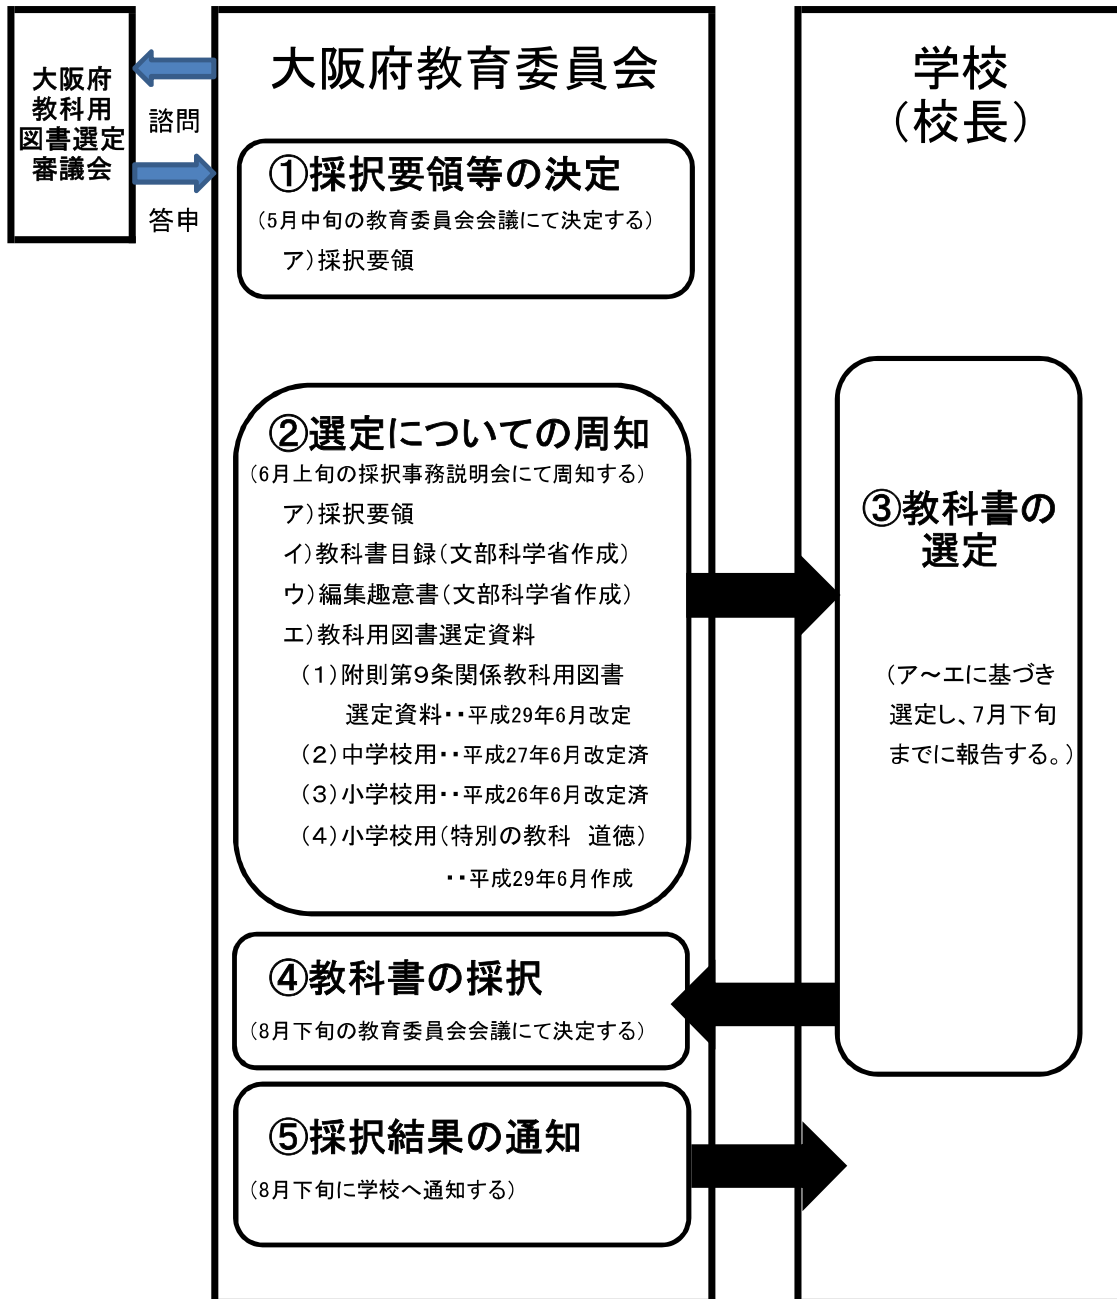 大阪府
教科用
図書選定
審議会
諮問
答申
大阪府教育委員会
①採択要領等の決定
(5月中旬の教育委員会会議にて決定する)
ア)採択要領
②選定についての周知
(6月上旬の採択事務説明会にて周知する)
ア)採択要領
イ)教科書目録(文部科学省作成)
ウ)編集趣意書(文部科学省作成)
エ)教科用図書選定資料
(1)附則第9条関係教科用図書
選定資料・・平成29年6月改定
(2)中学校用・・平成27年6月改定済
(3)小学校用・・平成26年6月改定済
(4)小学校用(特別の教科　道徳)
・・平成29年6月作成
④教科書の採択
(8月下旬の教育委員会会議にて決定する)
⑤採択結果の通知
(8月下旬に学校へ通知する)
学校
(校長)
③教科書の
選定
(ア～エに基づき
選定し、7月下旬
までに報告する。)